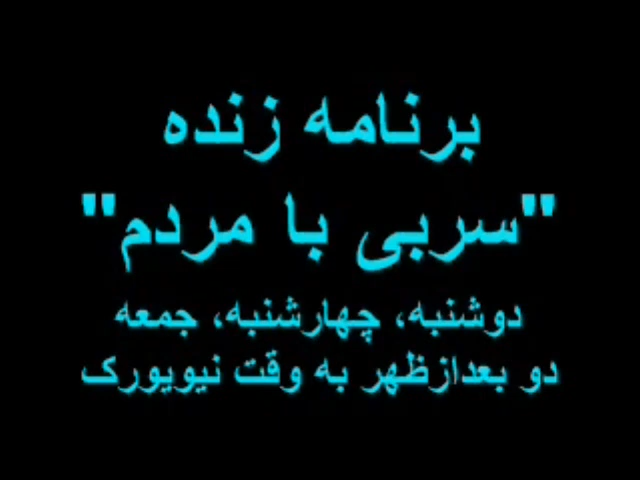 برنامه زنده
"سربی با مردم"
دوشنبه، چهارشنبه، جمعه
دو بعدازظهر به وقت نیویورک